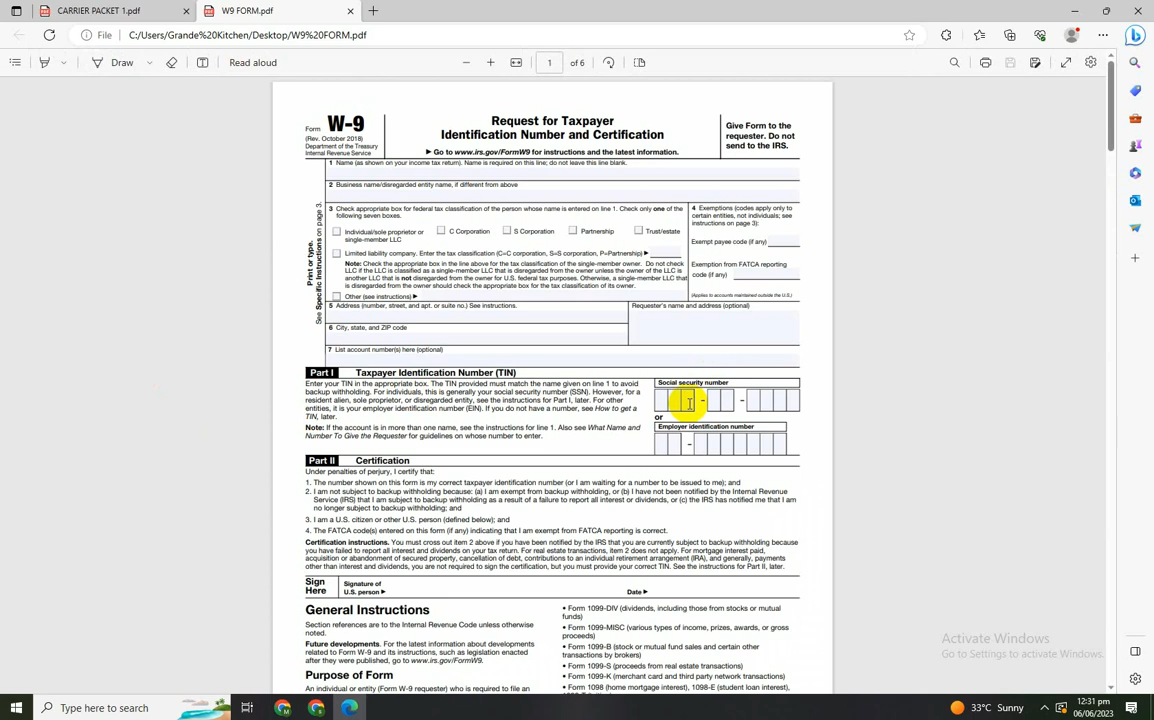 CARRIER PACKET 1.pdf
W9 FORM.pdf
File C:/Users/Grande%20Kitchen/Desktop/W9%20FORM.pdf
Draw
Read aloud
1 of 6
Form W-9
(Rev. October 2018)
Department of the Treasury
Internal Revenue Service
Request for Taxpayer
Identification Number and Certification
▶ Go to www.irs.gov/FormW9 for instructions and the latest information.
Give Form to the
requester. Do not
send to the IRS.
Print or type.
See Specific Instructions on page 3.
1 Name (as shown on your income tax return). Name is required on this line; do not leave this line blank.
2 Business name/disregarded entity name, if different from above
3 Check appropriate box for federal tax classification of the person whose name is entered on line 1. Check only one of the
following seven boxes.
Individual/sole proprietor or
single-member LLC
C Corporation
S Corporation
Partnership
Trust/estate
Limited liability company. Enter the tax classification (C=C corporation, S=S corporation, P=Partnership) ▶
Note: Check the appropriate box in the line above for the tax classification of the single-member owner. Do not check
LLC if the LLC is classified as a single-member LLC that is disregarded from the owner unless the owner of the LLC is
another LLC that is not disregarded from the owner for U.S. federal tax purposes. Otherwise, a single-member LLC that
is disregarded from the owner should check the appropriate box for the tax classification of its owner.
Other (see instructions) ▶
4 Exemptions (codes apply only to
certain entities, not individuals; see
instructions on page 3):
Exempt payee code (if any)
Exemption from FATCA reporting
code (if any)
(Applies to accounts maintained outside the U.S.)
5 Address (number, street, and apt. or suite no.) See instructions.
Requester's name and address (optional)
6 City, state, and ZIP code
7 List account number(s) here (optional)
Part I Taxpayer Identification Number (TIN)
Enter your TIN in the appropriate box. The TIN provided must match the name given on line 1 to avoid
backup withholding. For individuals, this is generally your social security number (SSN). However, for a
resident alien, sole proprietor, or disregarded entity, see the instructions for Part I, later. For other
entities, it is your employer identification number (EIN). If you do not have a number, see How to get a
TIN, later.
Note: If the account is in more than one name, see the instructions for line 1. Also see What Name and
Number To Give the Requester for guidelines on whose number to enter.
Social security number
– –
or
Employer identification number
–
Part II Certification
Under penalties of perjury, I certify that:
1. The number shown on this form is my correct taxpayer identification number (or I am waiting for a number to be issued to me); and
2. I am not subject to backup withholding because: (a) I am exempt from backup withholding, or (b) I have not been notified by the Internal Revenue
Service (IRS) that I am subject to backup withholding as a result of a failure to report all interest or dividends, or (c) the IRS has notified me that I am
no longer subject to backup withholding; and
3. I am a U.S. citizen or other U.S. person (defined below); and
4. The FATCA code(s) entered on this form (if any) indicating that I am exempt from FATCA reporting is correct.
Certification instructions. You must cross out item 2 above if you have been notified by the IRS that you are currently subject to backup withholding because
you have failed to report all interest and dividends on your tax return. For real estate transactions, item 2 does not apply. For mortgage interest paid,
acquisition or abandonment of secured property, cancellation of debt, contributions to an individual retirement arrangement (IRA), and generally, payments
other than interest and dividends, you are not required to sign the certification, but you must provide your correct TIN. See the instructions for Part II, later.
Sign
Here
Signature of
U.S. person ▶
Date ▶
General Instructions
Section references are to the Internal Revenue Code unless otherwise
noted.
Future developments. For the latest information about developments
related to Form W-9 and its instructions, such as legislation enacted
after they were published, go to www.irs.gov/FormW9.
Purpose of Form
An individual or entity (Form W-9 requester) who is required to file an
• Form 1099-DIV (dividends, including those from stocks or mutual
funds)
• Form 1099-MISC (various types of income, prizes, awards, or gross
proceeds)
• Form 1099-B (stock or mutual fund sales and certain other
transactions by brokers)
• Form 1099-S (proceeds from real estate transactions)
• Form 1099-K (merchant card and third party network transactions)
• Form 1098 (home mortgage interest), 1098-E (student loan interest),
Activate Windows
Go to Settings to activate Windows.
Type here to search
33°C Sunny
12:31 pm
06/06/2023